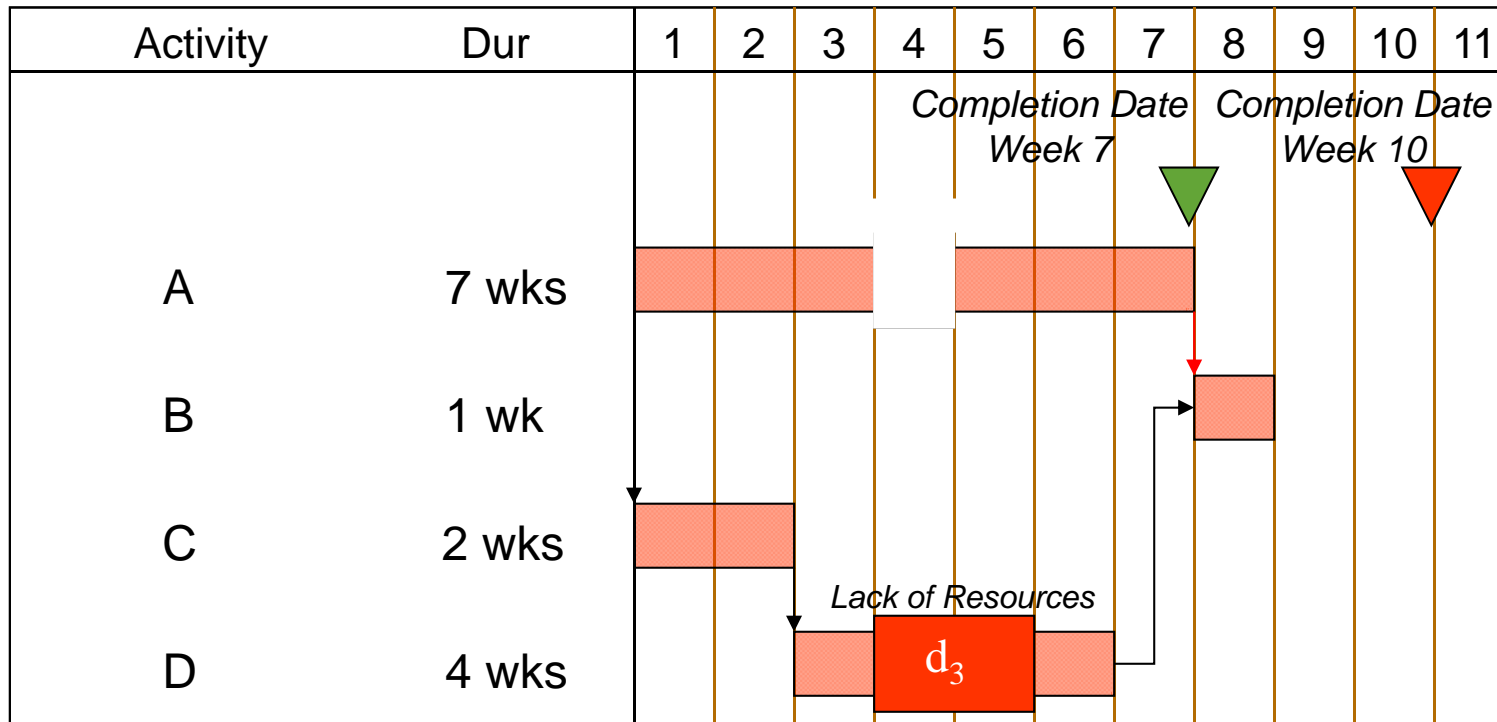 Activity Dur 1 2 3 4 5 6 7 8 9 10 11
Completion Date Completion Date
Week 7 Week 10
A 7 wks
B 1 wk
C 2 wks
Lack of Resources
D 4 wks d3